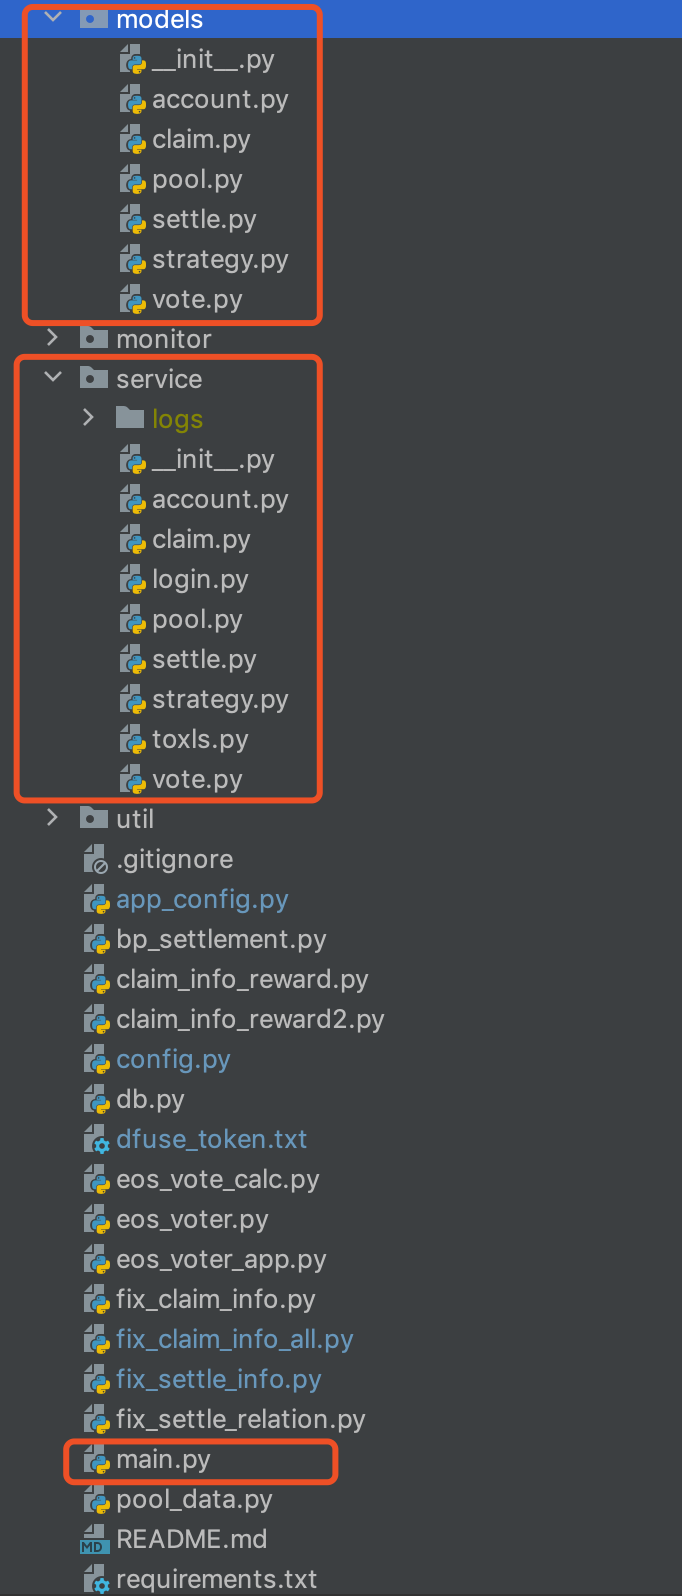 models
__init__.py
account.py
claim.py
pool.py
settle.py
strategy.py
vote.py
monitor
service
logs
__init__.py
account.py
claim.py
login.py
pool.py
settle.py
strategy.py
toxls.py
vote.py
util
.gitignore
app_config.py
bp_settlement.py
claim_info_reward.py
claim_info_reward2.py
config.py
db.py
dfuse_token.txt
eos_vote_calc.py
eos_voter.py
eos_voter_app.py
fix_claim_info.py
fix_claim_info_all.py
fix_settle_info.py
fix_settle_relation.py
main.py
pool_data.py
MD README.md
requirements.txt